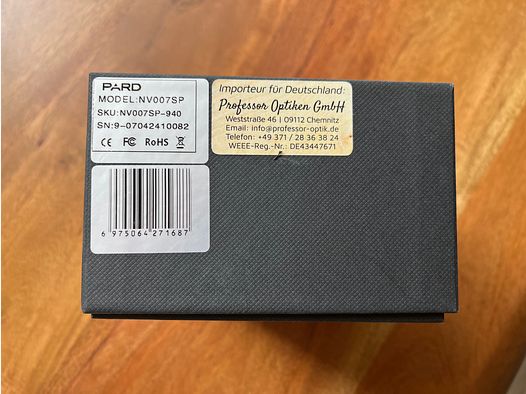 PARD
MODEL:NV007SP
SKU:NV007SP-940
SN:9-07042410082
CE FC RoHS
6 975064 271687
Importeur für Deutschland:
Professor Optiken GmbH
Weststraße 46 | 09112 Chemnitz
Email: info@professor-optik.de
Telefon: +49 371 / 28 36 38 24
WEEE-Reg.-Nr.: DE43447671